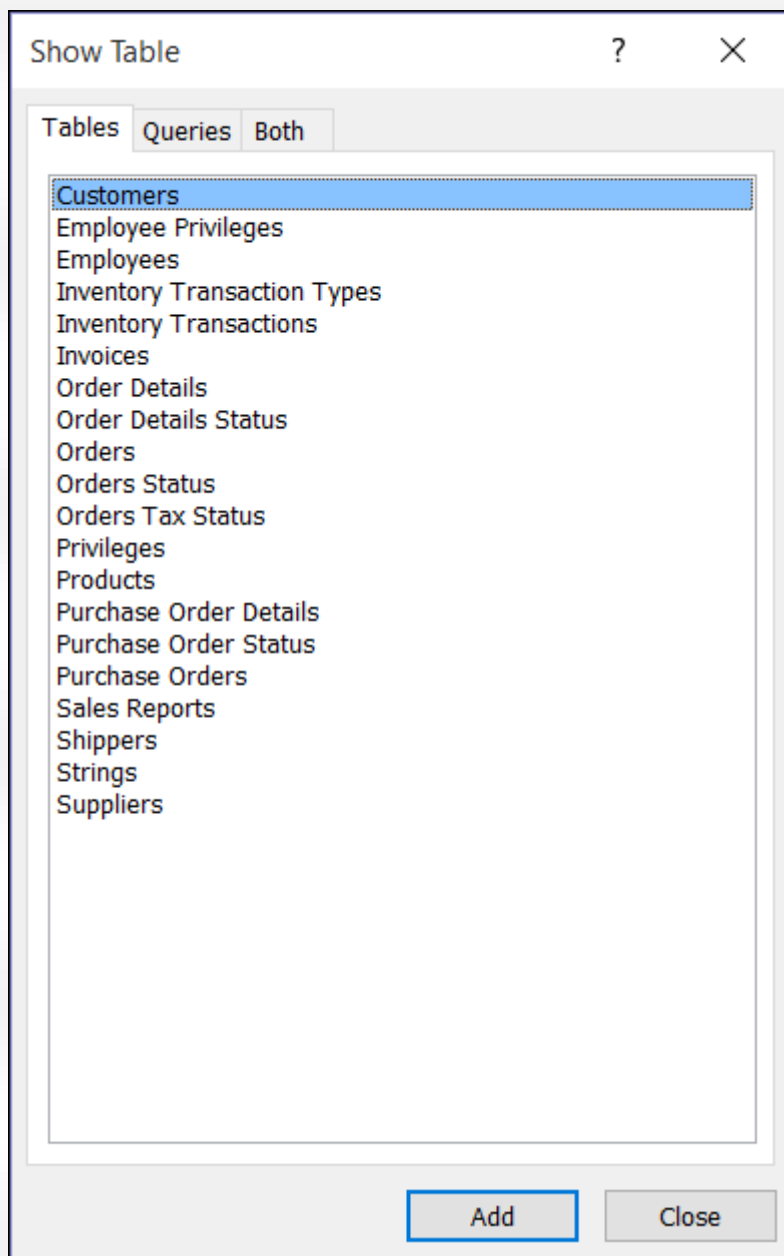 Show Table ?
Tables Queries Both
Customers
Employee Privileges
Employees
Inventory Transaction Types
Inventory Transactions
Invoices
Order Details
Order Details Status
Orders
Orders Status
Orders Tax Status
Privileges
Products
Purchase Order Details
Purchase Order Status
Purchase Orders
Sales Reports
Shippers
Strings
Suppliers
Add Close